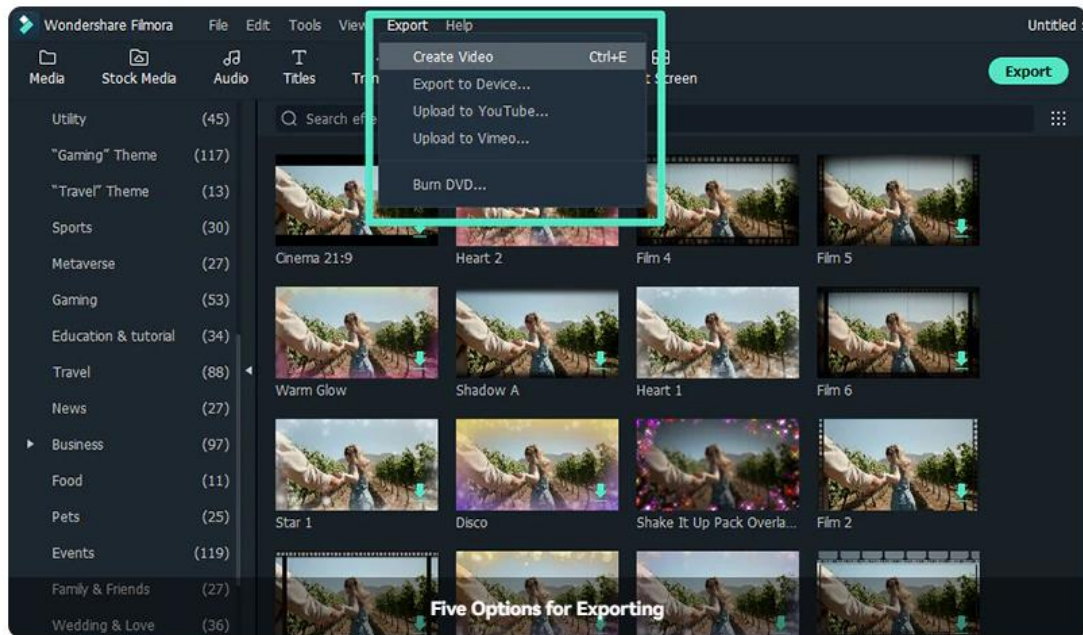 Wondershare Filmora File Edit Tools View Export Help Untitled
Media Stock Media Audio Titles Screen Export
Create Video Ctrl+E
Export to Device...
Upload to YouTube...
Upload to Vimeo...
Burn DVD...
Utility (45)
"Gaming" Theme (117)
"Travel" Theme (13)
Sports (30)
Metaverse (27)
Gaming (53)
Education & tutorial (34)
Travel (88)
News (27)
Business (97)
Food (11)
Pets (25)
Events (119)
Family & Friends (27)
Wedding & Love (36)
Search
Cinema 21:9 Heart 2 Film 4 Film 5
Warm Glow Shadow A Heart 1 Film 6
Star 1 Disco Shake It Up Pack Overla... Film 2
Five Options for Exporting